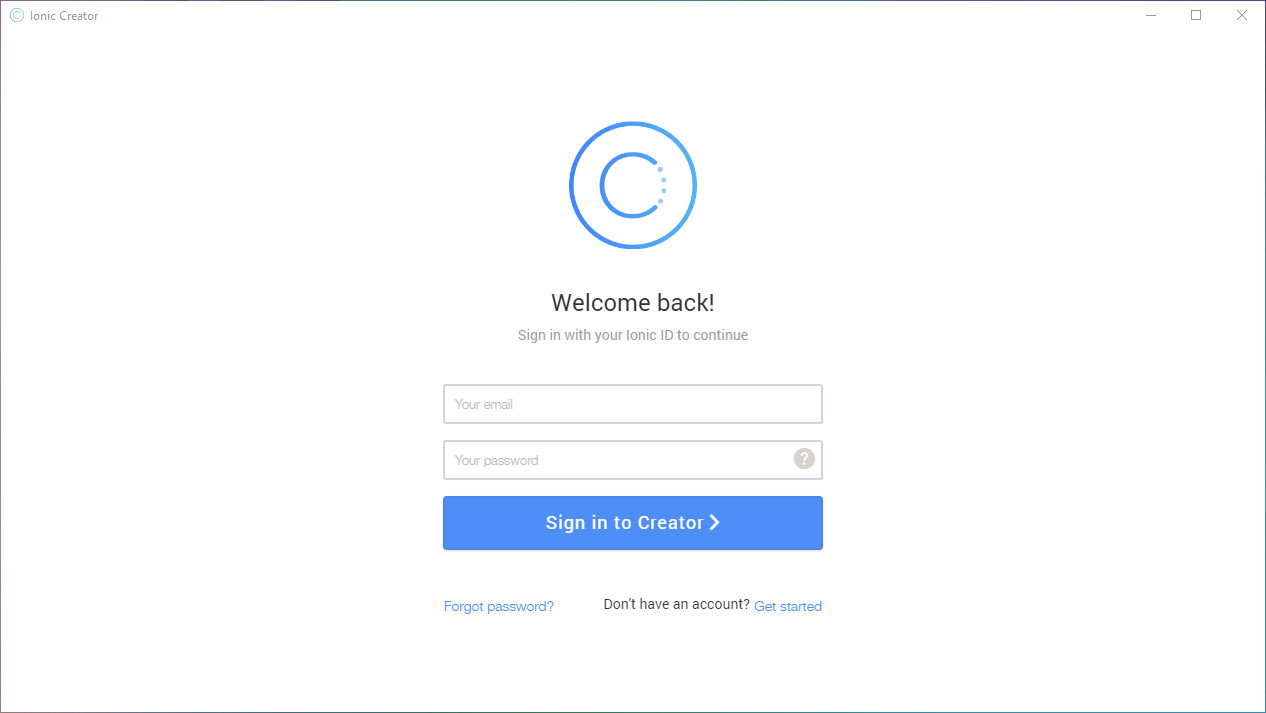 Ionic Creator
Welcome back!
Sign in with your Ionic ID to continue
Your email
Your password ?
Sign in to Creator
Forgot password? Don't have an account? Get started